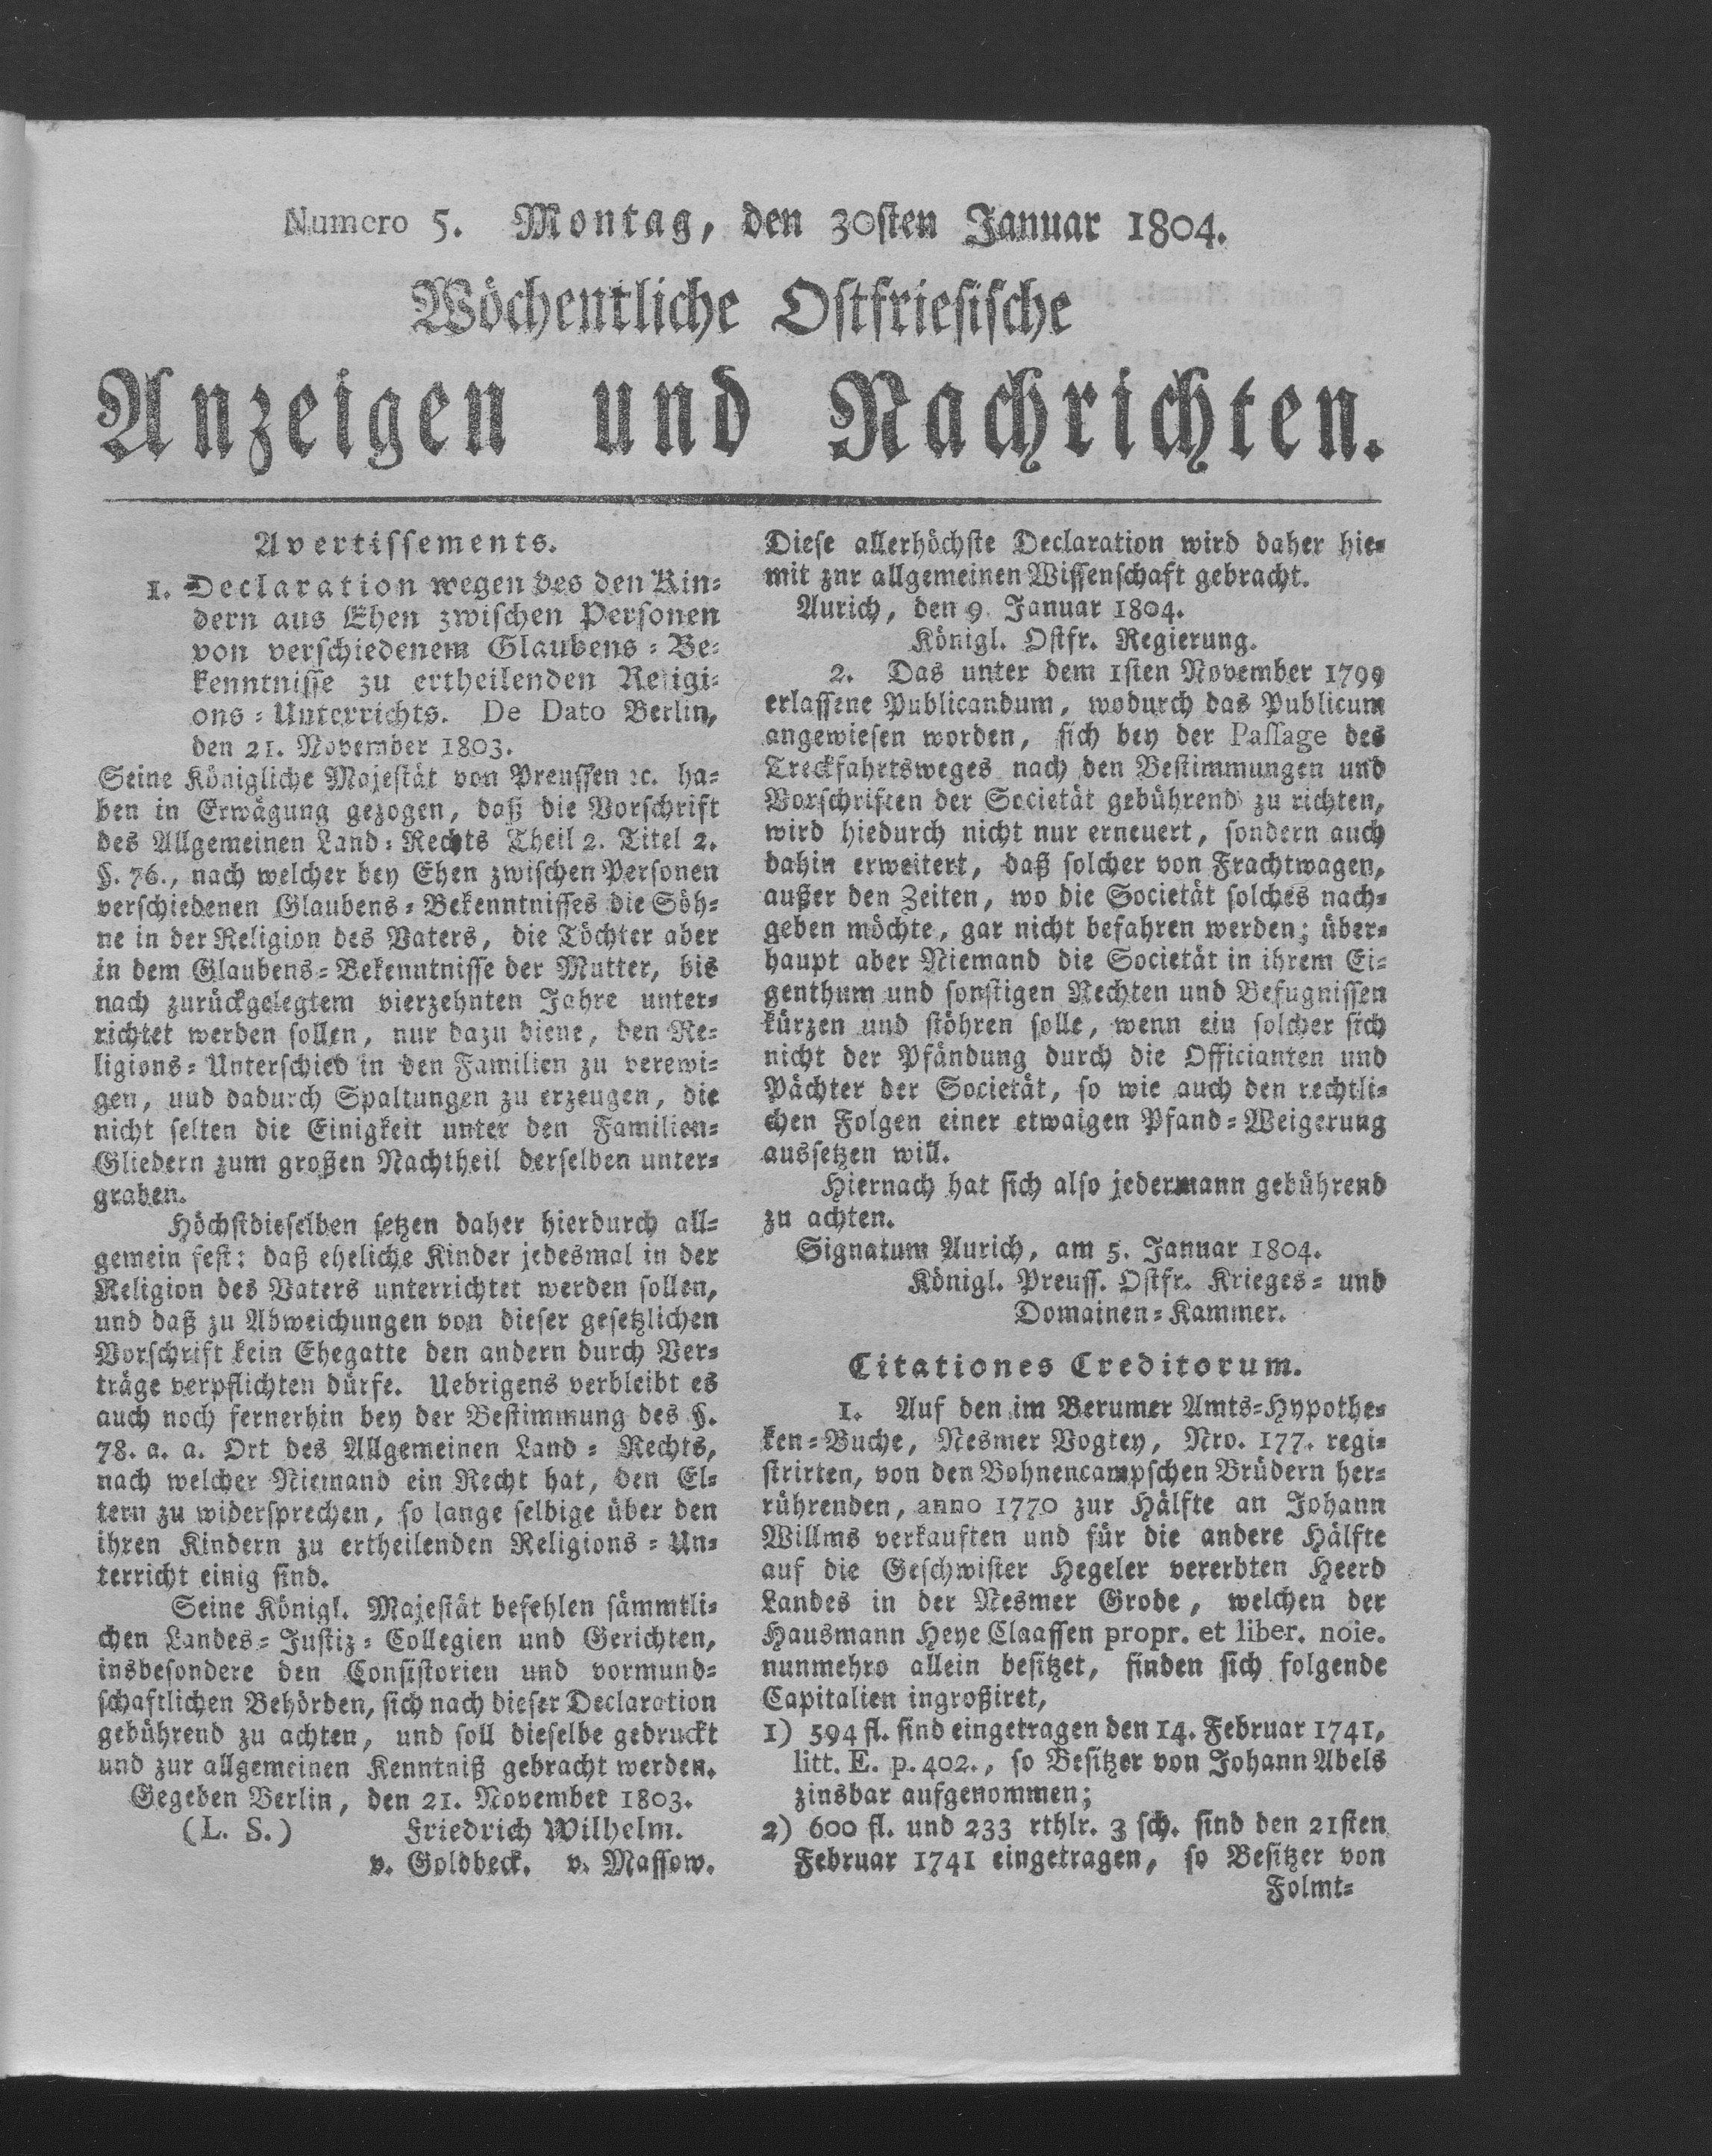 Numero 5. Montag, den 30sten Januar 1804.
Wöchentliche Ostfriesische
Anzeigen und Nachrichten.
Avertissements.
1. Declaration wegen des den Kin=
dern aus Ehen zwischen Personen
von verschiedenem Glaubens=Be=
kenntnisse zu ertheilenden Religi=
ons=Unterrichts. De Dato Berlin,
den 21. November 1803.
Seine Königliche Majestät von Preussen ꝛc. ha=
ben in Erwägung gezogen, daß die Vorschrift
des Allgemeinen Land=Rechts Theil 2. Titel 2.
§. 76., nach welcher bey Ehen zwischen Personen
verschiedenen Glaubens=Bekenntnisses die Söh=
ne in der Religion des Vaters, die Töchter aber
in dem Glaubens=Bekenntnisse der Mutter, bis
nach zurückgelegtem vierzehnten Jahre unter=
richtet werden sollen, nur dazu diene, den Re=
ligions=Unterschied in den Familien zu verewi=
gen, uud dadurch Spaltungen zu erzeugen, die
nicht selten die Einigkeit unter den Familien=
Gliedern zum großen Nachtheil derselben unter=
graben.
Höchstdieselben setzen daher hierdurch all=
gemein fest: daß eheliche Kinder jedesmal in der
Religion des Vaters unterrichtet werden sollen,
und daß zu Abweichungen von dieser gesetzlichen
Vorschrift kein Ehegatte den andern durch Ver=
träge verpflichten dürfe. Uebrigens verbleibt es
auch noch fernerhin bey der Bestimmung des §.
78. a. a. Ort des Allgemeinen Land=Rechts,
nach welcher Niemand ein Recht hat, den El=
tern zu widersprechen, so lange selbige über den
ihren Kindern zu ertheilenden Religions=Un=
terricht einig sind.
Seine Königl. Majestät befehlen sämmtli=
chen Landes=Justiz=Collegien und Gerichten,
insbesondere den Consistorien und vormund=
schaftlichen Behörden, sich nach dieser Declaration
gebührend zu achten, und soll dieselbe gedruckt
und zur allgemeinen Kenntniß gebracht werden.
Gegeben Berlin, den 21. November 1803.
(L. S.) Friedrich Wilhelm.
v. Goldbeck. v. Massow.
Diese allerhöchste Declaration wird daher hie=
mit znr allgemeinen Wissenschaft gebracht.
Aurich, den 9. Januar 1804.
Königl. Ostfr. Regierung.
2. Das unter dem 1sten November 1799
erlassene Publicandum, wodurch das Publicum
angewiesen worden, sich bey der Passage des
Treckfahrtsweges nach den Bestimmungen und
Vorschriften der Societät gebührend zu richten,
wird hiedurch nicht nur erneuert, sondern auch
dahin erweitert, daß solcher von Frachtwagen,
außer den Zeiten, wo die Societät solches nach=
geben möchte, gar nicht befahren werden; über=
haupt aber Niemand die Societät in ihrem Ei=
genthum und sonstigen Rechten und Befugnissen
kürzen und stöhren solle, wenn ein solcher sich
nicht der Pfändung durch die Officianten und
Pächter der Societät, so wie auch den rechtli=
chen Folgen einer etwaigen Pfand=Weigerung
aussetzen will.
Hiernach hat sich also jedermann gebührend
zu achten.
Signatum Aurich, am 5. Januar 1804.
Königl. Preuss. Ostfr. Krieges= und
Domainen=Kammer.
Citationes Creditorum.
1. Auf den im Berumer Amts=Hypothe=
ken=Buche, Nesmer Vogtey, Nro. 177. regi=
strirten, von den Bohnencampschen Brüdern her=
rührenden, anno 1770 zur Hälfte an Johann
Willms verkauften und für die andere Hälfte
auf die Geschwister Hegeler vererbten Heerd
Landes in der Nesmer Grode, welchen der
Hausmann Heye Claassen propr. et liber. noie.
nunmehro allein besitzet, finden sich folgende
Capitalien ingroßiret,
1) 594 fl. sind eingetragen den 14. Februar 1741,
litt. E. p. 402., so Besitzer von Johann Abels
zinsbar aufgenommen;
2) 600 fl. und 233 rthlr. 3 sch. sind den 21sten
Februar 1741 eingetragen, so Besitzer von
Folmt=